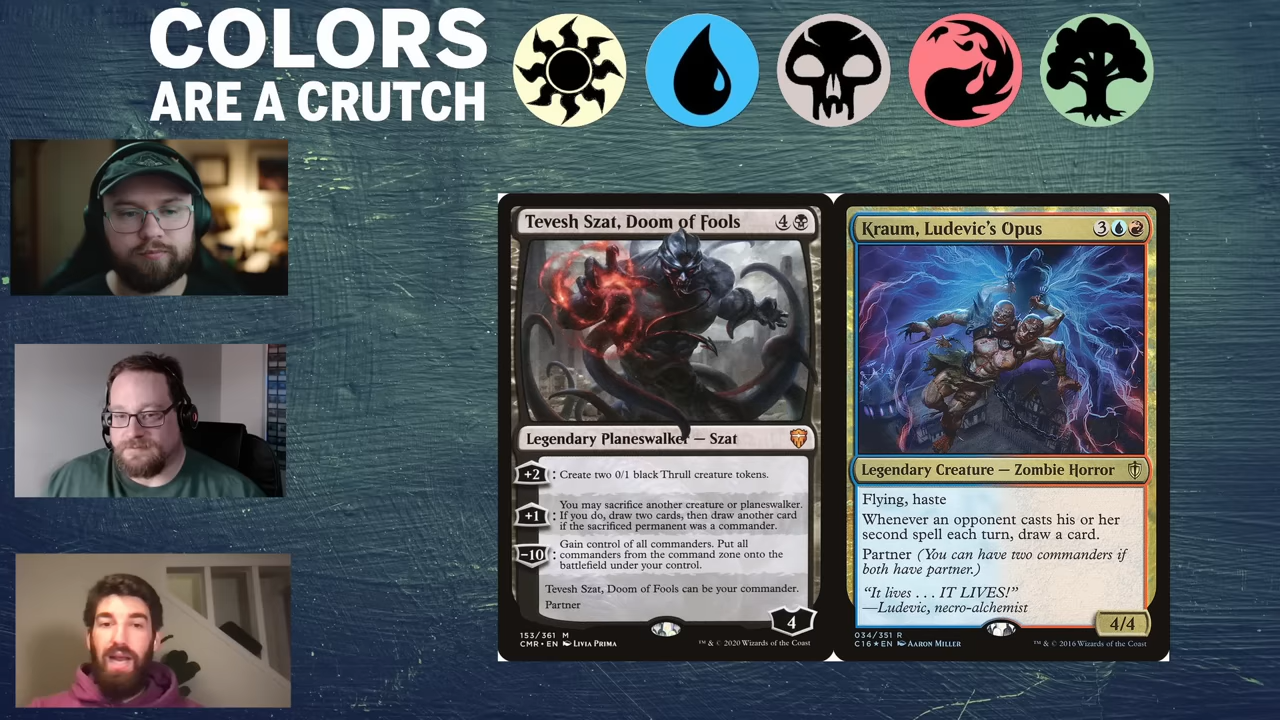 COLORS
ARE A CRUTCH
Tevesh Szat, Doom of Fools 4
Legendary Planeswalker — Szat
+2 : Create two 0/1 black Thrull creature tokens.
You may sacrifice another creature or planeswalker.
+1 : If you do, draw two cards, then draw another card
if the sacrificed permanent was a commander.
Gain control of all commanders. Put all
-10 : commanders from the command zone onto the
battlefield under your control.
Tevesh Szat, Doom of Fools can be your commander.
Partner
4
153/361 M
CMR • EN Livia Prima ™ & © 2020 Wizards of the Coast
Kraum, Ludevic's Opus 3
Legendary Creature — Zombie Horror
Flying, haste
Whenever an opponent casts his or her
second spell each turn, draw a card.
Partner (You can have two commanders if
both have partner.)
"It lives . . . IT LIVES!"
—Ludevic, necro-alchemist
4/4
034/351 R
C16 ★ EN Aaron Miller ™ & © 2016 Wizards of the Coast